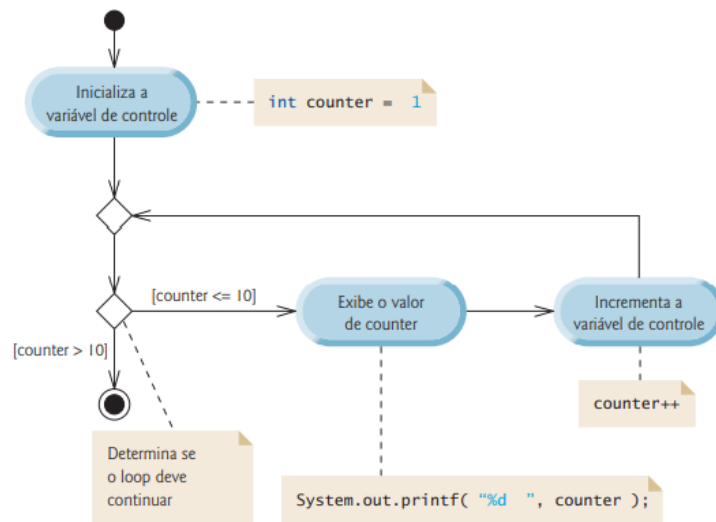 Inicializa a
variável de controle
int counter = 1
[counter <= 10]
Exibe o valor
de counter
Incrementa a
variável de controle
[counter > 10]
counter++
Determina se
o loop deve
continuar
System.out.printf( “%d  ”, counter );